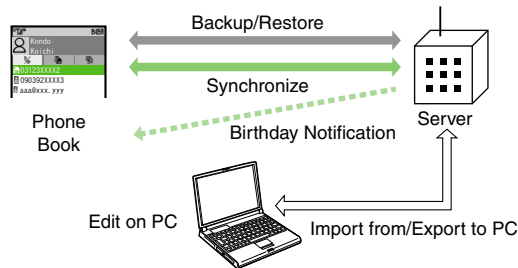 Backup/Restore
Kondo
Koichi
03123XXXX2
090392XXXX3
aaa@xxx.yyy
Synchronize
Phone
Book
Birthday Notification
Server
Edit on PC
Import from/Export to PC